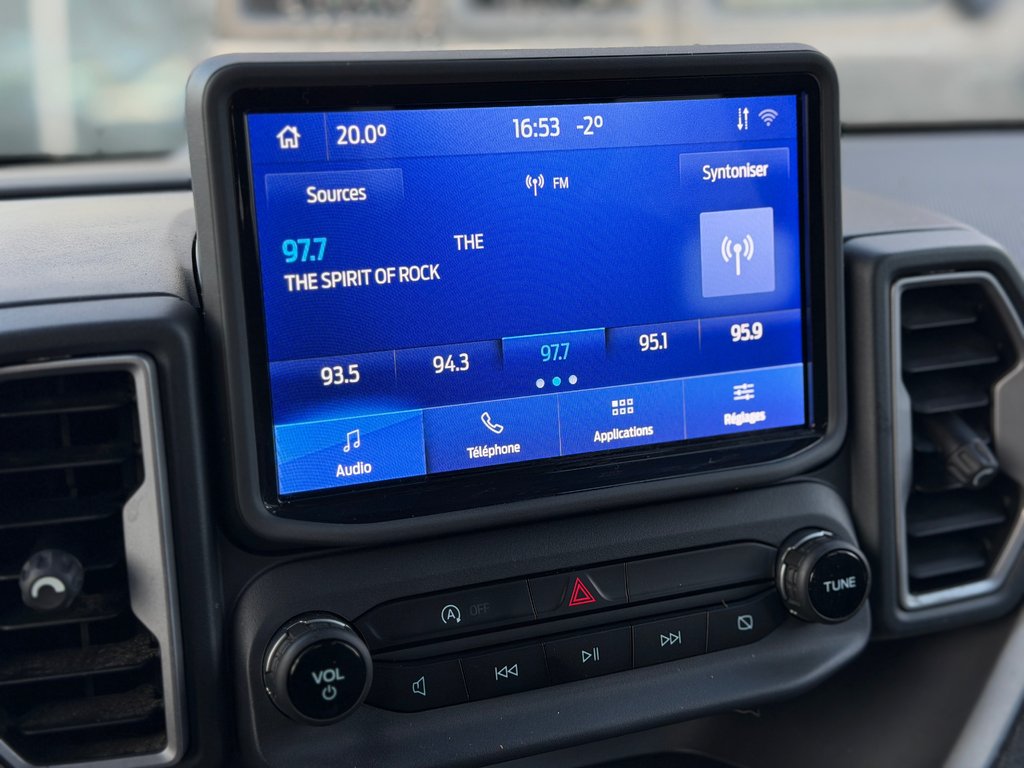 20.0°
16:53 -2°
Sources
FM
Syntoniser
97.7
THE
THE SPIRIT OF ROCK
93.5
94.3
97.7
95.1
95.9
Audio
Téléphone
Applications
Réglages
A OFF
VOL
TUNE